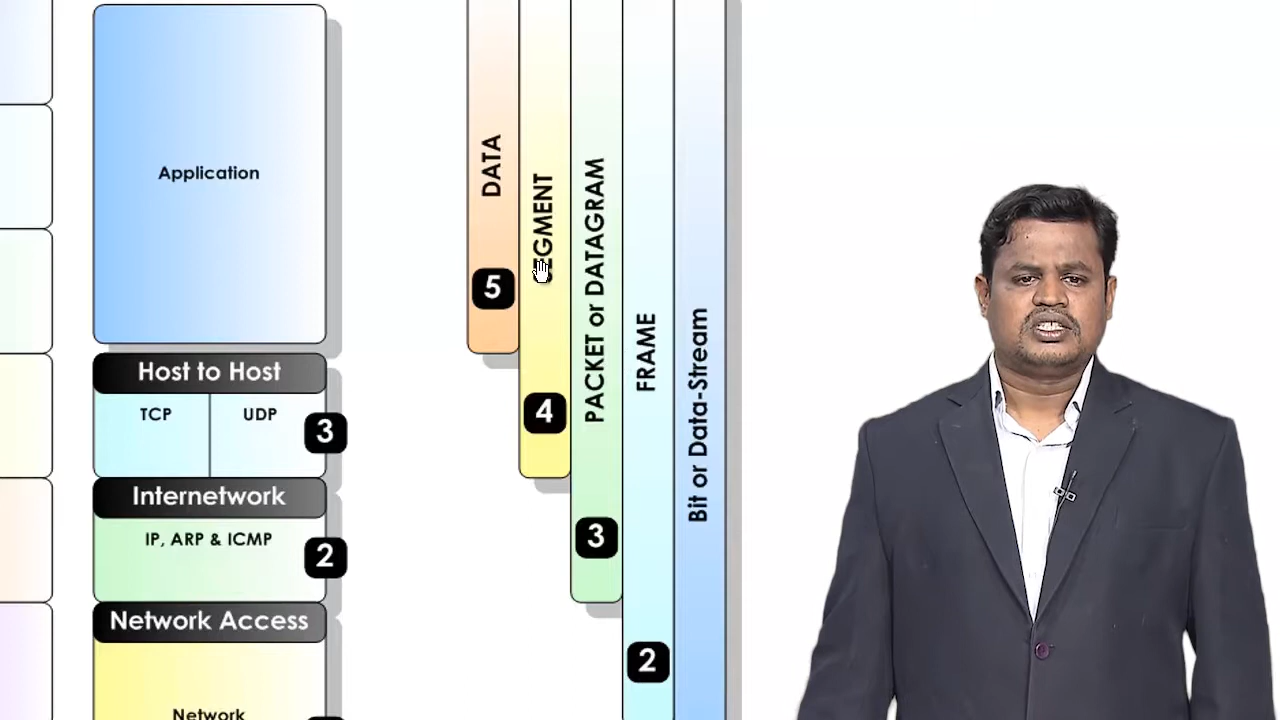 Application
Host to Host
TCP
UDP
3
Internetwork
IP, ARP & ICMP
2
Network Access
Network
DATA
5
SEGMENT
4
PACKET or DATAGRAM
3
FRAME
2
Bit or Data-Stream